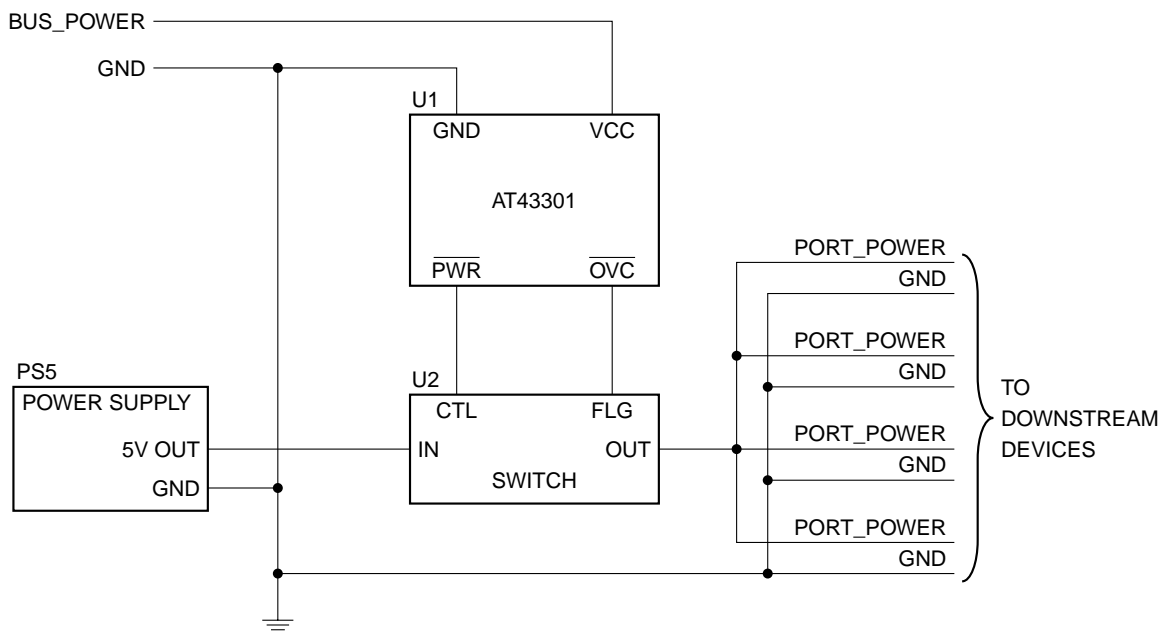 BUS_POWER
GND
U1
GND VCC
AT43301
PWR OVC
PORT_POWER
GND
PORT_POWER
GND
PS5
POWER SUPPLY
5V OUT
GND
U2
CTL FLG
IN OUT
SWITCH
PORT_POWER
GND
PORT_POWER
GND
TO
DOWNSTREAM
DEVICES